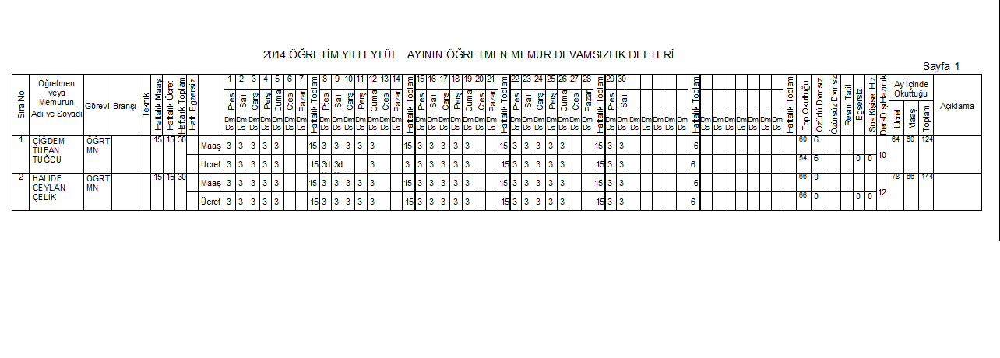 2014 ÖĞRETİM YILI EYLÜL AYININ ÖĞRETMEN MEMUR DEVAMSIZLIK DEFTERİ
Sayfa 1
Sıra No Öğretmen veya Memurun Adı ve Soyadı Görevi Branşı Teknik Haftalık Maaş Haftalık Ücret Haftalık Toplam Haft. Egzersiz 1 2 3 4 5 6 7 Haftalık Toplam 8 9 10 11 12 13 14 Haftalık Toplam 15 16 17 18 19 20 21 Haftalık Toplam 22 23 24 25 26 27 28 Haftalık Toplam 29 30 Haftalık Toplam Haftalık Toplam Top.Okuttuğu Özürlü Dvmsız Özürsüz Dvmsz Resmi Tatil Egsersiz Sos.Kişisel Hiz DersDışıHazırlık Ay İçinde Okuttuğu Açıklama
Ptesi Salı Çarş Perş Cuma Ctesi Pazar Ptesi Salı Çarş Perş Cuma Ctesi Pazar Ptesi Salı Çarş Perş Cuma Ctesi Pazar Ptesi Salı Çarş Perş Cuma Ctesi Pazar Ptesi Salı Ücret Maaş Toplam
Dm Dm Dm Dm Dm Dm Dm Dm Dm Dm Dm Dm Dm Dm Dm Dm Dm Dm Dm Dm Dm Dm Dm Dm Dm Dm Dm Dm Dm Dm Dm Dm Dm Dm Dm Dm Dm Dm Dm Dm Dm Dm
Ds Ds Ds Ds Ds Ds Ds Ds Ds Ds Ds Ds Ds Ds Ds Ds Ds Ds Ds Ds Ds Ds Ds Ds Ds Ds Ds Ds Ds Ds Ds Ds Ds Ds Ds Ds Ds Ds Ds Ds Ds Ds
1 ÇİĞDEM ÖĞRT 15 15 30 60 6 64 60 124
TUFAN MN Maaş 3 3 3 3 3 15 3 3 3 3 3 15 3 3 3 3 3 15 3 3 3 3 3 15 3 3 6
TUĞCU Ücret 3 3 3 3 3 15 3d 3d 3 3 3 3 3 3 3 15 3 3 3 3 3 15 3 3 6 54 6 0 0 10
2 HALİDE ÖĞRT 15 15 30 66 0 78 66 144
CEYLAN MN Maaş 3 3 3 3 3 15 3 3 3 3 3 15 3 3 3 3 3 15 3 3 3 3 3 15 3 3 6
ÇELİK Ücret 3 3 3 3 3 15 3 3 3 3 3 15 3 3 3 3 3 15 3 3 3 3 3 15 3 3 6 66 0 0 0 12